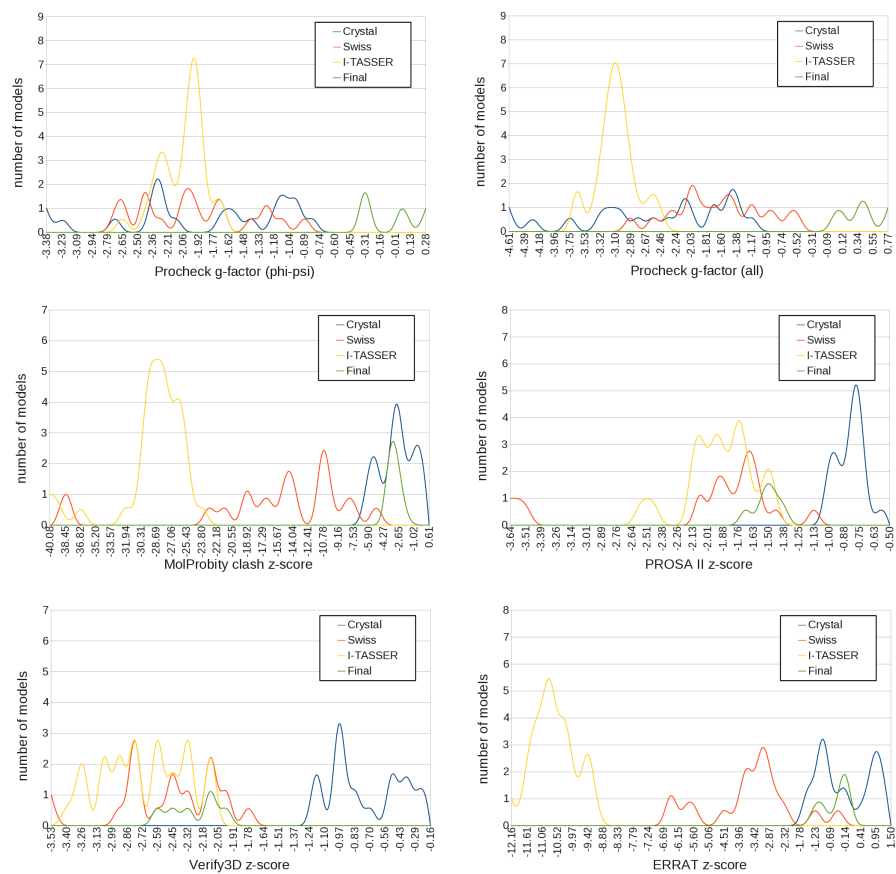 number of models
9
8
7
6
5
4
3
2
1
0
Crystal
Swiss
I-TASSER
Final
-3.38 -3.23 -3.09 -2.94 -2.79 -2.65 -2.50 -2.36 -2.21 -2.06 -1.92 -1.77 -1.62 -1.48 -1.33 -1.18 -1.04 -0.89 -0.74 -0.60 -0.45 -0.31 -0.16 -0.01 0.13 0.28
Procheck g-factor (phi-psi)
number of models
9
8
7
6
5
4
3
2
1
0
Crystal
Swiss
I-TASSER
Final
-4.61 -4.39 -4.18 -3.96 -3.75 -3.53 -3.32 -3.10 -2.89 -2.67 -2.46 -2.24 -2.03 -1.81 -1.60 -1.38 -1.17 -0.95 -0.74 -0.52 -0.31 -0.09 0.12 0.34 0.55 0.77
Procheck g-factor (all)
number of models
7
6
5
4
3
2
1
0
Crystal
Swiss
I-TASSER
Final
-40.08 -38.45 -36.82 -35.20 -33.57 -31.94 -30.31 -28.69 -27.06 -25.43 -23.80 -22.18 -20.55 -18.92 -17.29 -15.67 -14.04 -12.41 -10.78 -9.16 -7.53 -5.90 -4.27 -2.65 -1.02 0.61
MolProbity clash z-score
number of models
8
7
6
5
4
3
2
1
0
Crystal
Swiss
I-TASSER
Final
-3.64 -3.51 -3.39 -3.26 -3.14 -3.01 -2.89 -2.76 -2.64 -2.51 -2.38 -2.26 -2.13 -2.01 -1.88 -1.76 -1.63 -1.50 -1.38 -1.25 -1.13 -1.00 -0.88 -0.75 -0.63 -0.50
PROSA II z-score
number of models
7
6
5
4
3
2
1
0
Crystal
Swiss
I-TASSER
Final
-3.53 -3.40 -3.26 -3.13 -2.99 -2.86 -2.72 -2.59 -2.45 -2.32 -2.18 -2.05 -1.91 -1.78 -1.64 -1.51 -1.37 -1.24 -1.10 -0.97 -0.83 -0.70 -0.56 -0.43 -0.29 -0.16
Verify3D z-score
number of models
8
7
6
5
4
3
2
1
0
Crystal
Swiss
I-TASSER
Final
-12.16 -11.61 -11.06 -10.52 -9.97 -9.42 -8.88 -8.33 -7.79 -7.24 -6.69 -6.15 -5.60 -5.06 -4.51 -3.96 -3.42 -2.87 -2.32 -1.78 -1.23 -0.69 -0.14 0.41 0.95 1.50
ERRAT z-score